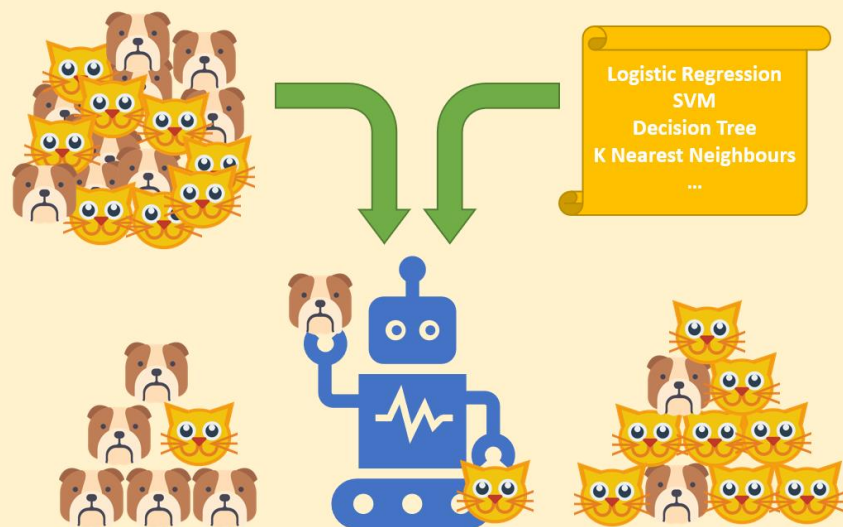 Logistic Regression
SVM
Decision Tree
K Nearest Neighbours
...